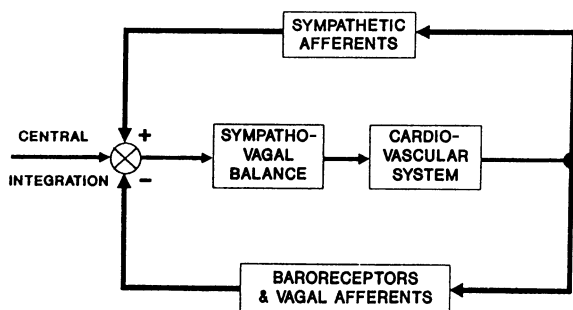 SYMPATHETIC
AFFERENTS
CENTRAL
INTEGRATION
+
−
SYMPATHO-
VAGAL
BALANCE
CARDIO-
VASCULAR
SYSTEM
BARORECEPTORS
& VAGAL AFFERENTS